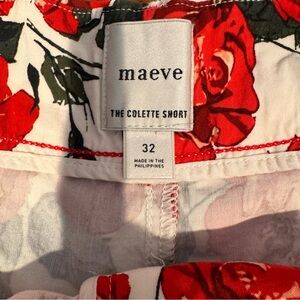 maeve
THE COLETTE SHORT
32
MADE IN THE
PHILIPPINES